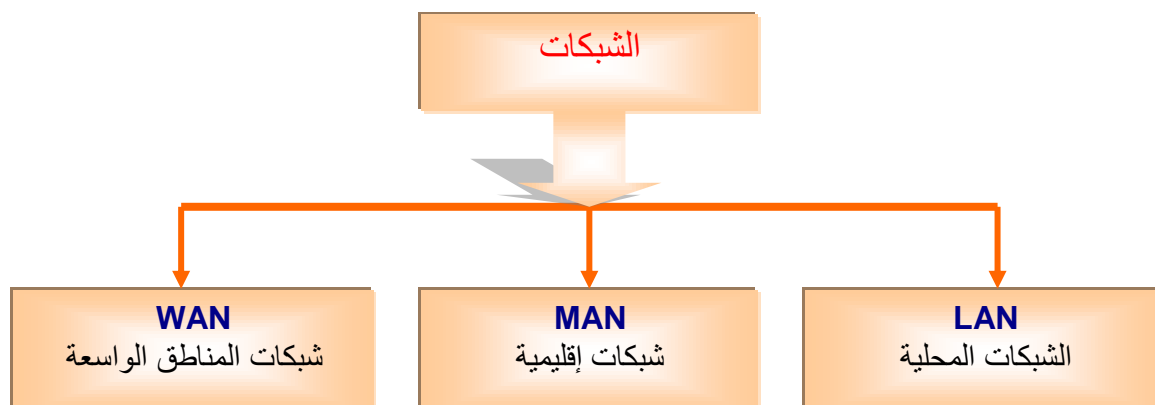 الشبكات
LAN
الشبكات المحلية
MAN
شبكات إقليمية
WAN
شبكات المناطق الواسعة